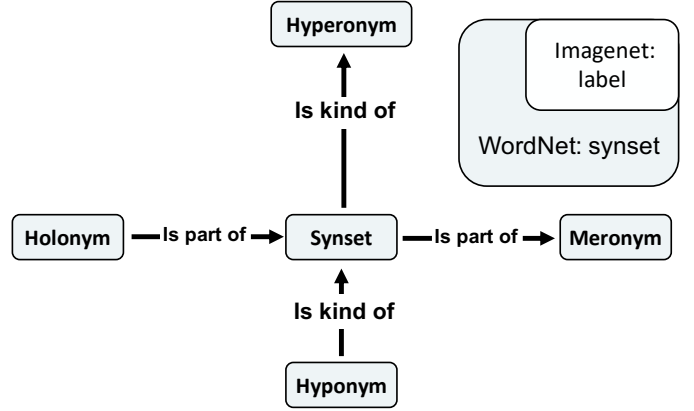 Hyperonym
Imagenet:
label
Is kind of
WordNet: synset
Holonym
Is part of
Synset
Is part of
Meronym
Is kind of
Hyponym